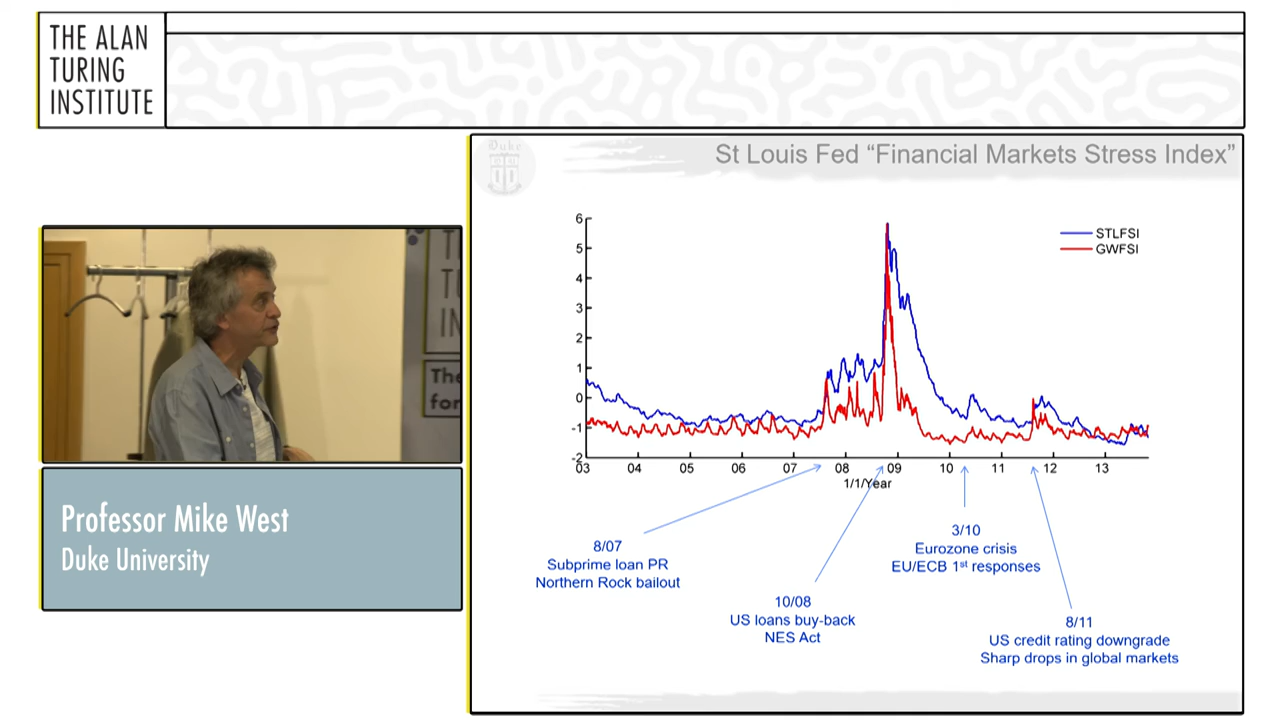 THE ALAN
TURING
INSTITUTE
Duke
St Louis Fed “Financial Markets Stress Index”
6
5
4
3
2
1
0
-1
-2
STLFSI
GWFSI
03 04 05 06 07 08 09 10 11 12 13
1/1/Year
8/07
Subprime loan PR
Northern Rock bailout
10/08
US loans buy-back
NES Act
3/10
Eurozone crisis
EU/ECB 1st responses
8/11
US credit rating downgrade
Sharp drops in global markets
T
TU
IN
The
for
Professor Mike West
Duke University